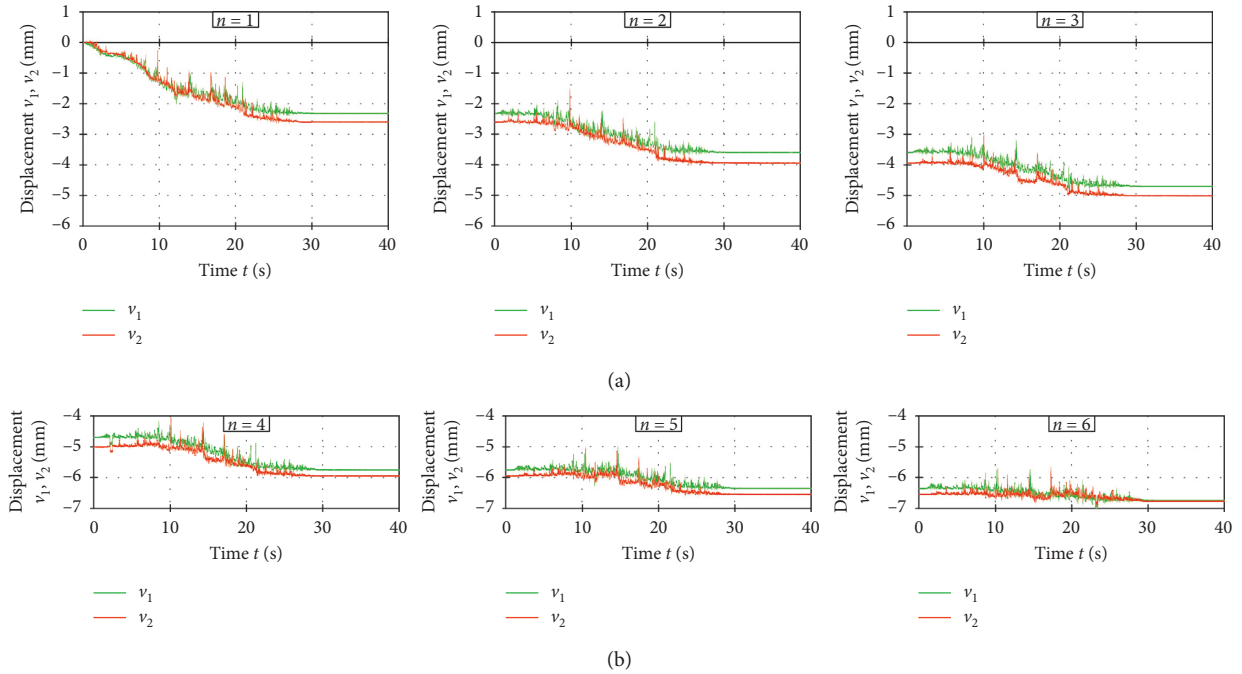 n = 1
1
0
−1
−2
−3
−4
−5
−6
Displacement v₁, v₂ (mm)
0 10 20 30 40
Time t (s)
v₁
v₂
n = 2
1
0
−1
−2
−3
−4
−5
−6
Displacement v₁, v₂ (mm)
0 10 20 30 40
Time t (s)
v₁
v₂
n = 3
1
0
−1
−2
−3
−4
−5
−6
Displacement v₁, v₂ (mm)
0 10 20 30 40
Time t (s)
v₁
v₂
(a)
n = 4
−4
−5
−6
−7
Displacement
v₁, v₂ (mm)
0 10 20 30 40
Time t (s)
v₁
v₂
n = 5
−4
−5
−6
−7
Displacement
v₁, v₂ (mm)
0 10 20 30 40
Time t (s)
v₁
v₂
n = 6
−4
−5
−6
−7
Displacement
v₁, v₂ (mm)
0 10 20 30 40
Time t (s)
v₁
v₂
(b)